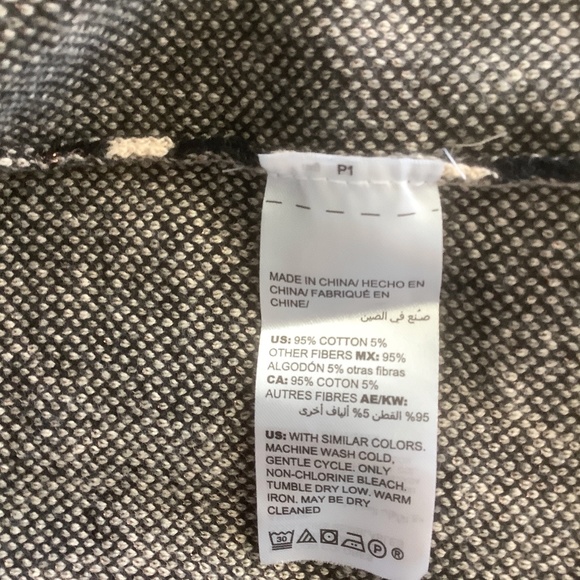 P1
MADE IN CHINA/ HECHO EN
CHINA/ FABRIQUÉ EN
CHINE/
صنع في الصين
US: 95% COTTON 5%
OTHER FIBERS MX: 95%
ALGODÓN 5% otras fibras
CA: 95% COTON 5%
AUTRES FIBRES AE/KW:
95% القطن 5% ألياف أخرى
US: WITH SIMILAR COLORS.
MACHINE WASH COLD,
GENTLE CYCLE. ONLY
NON-CHLORINE BLEACH.
TUMBLE DRY LOW. WARM
IRON. MAY BE DRY
CLEANED
30 P ®